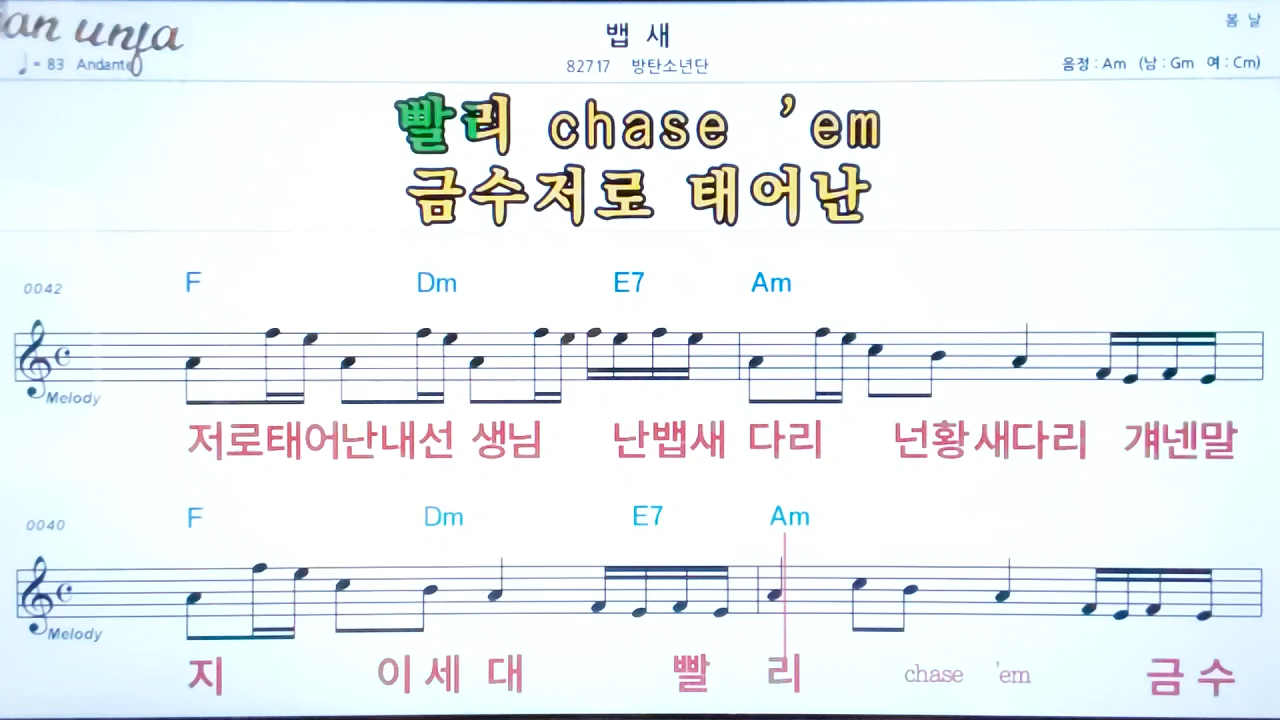 봄 날
뱁 새
♩= 83 Andante
82717 방탄소년단
음정 : Am (남 : Gm 여 : Cm)
빨리 chase 'em
금수저로 태어난
0042
F Dm E7 Am
Melody
저로태어난내선 생님 난뱁새 다리 넌황새다리 걔넨말
0040
F Dm E7 Am
Melody
지 이 세 대 빨 리 chase 'em 금 수